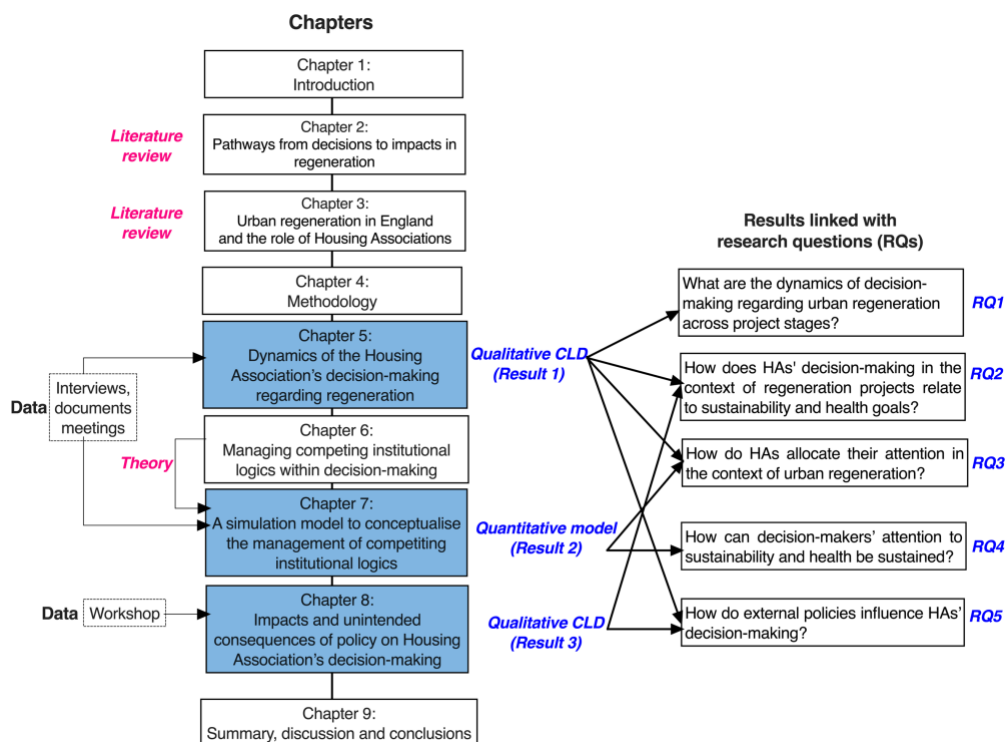 Chapters
Chapter 1:
Introduction
Literature
review
Chapter 2:
Pathways from decisions to impacts in
regeneration
Literature
review
Chapter 3:
Urban regeneration in England
and the role of Housing Associations
Chapter 4:
Methodology
Data
Interviews,
documents
meetings
Chapter 5:
Dynamics of the Housing
Association's decision-making
regarding regeneration
Theory
Chapter 6:
Managing competing institutional
logics within decision-making
Chapter 7:
A simulation model to conceptualise
the management of competiting
institutional logics
Data
Workshop
Chapter 8:
Impacts and unintended
consequences of policy on Housing
Association's decision-making
Chapter 9:
Summary, discussion and conclusions
Qualitative CLD
(Result 1)
Quantitative model
(Result 2)
Qualitative CLD
(Result 3)
Results linked with
research questions (RQs)
What are the dynamics of decision-
making regarding urban regeneration
across project stages?
RQ1
How does HAs' decision-making in the
context of regeneration projects relate
to sustainability and health goals?
RQ2
How do HAs allocate their attention in
the context of urban regeneration?
RQ3
How can decision-makers' attention to
sustainability and health be sustained?
RQ4
How do external policies influence HAs'
decision-making?
RQ5